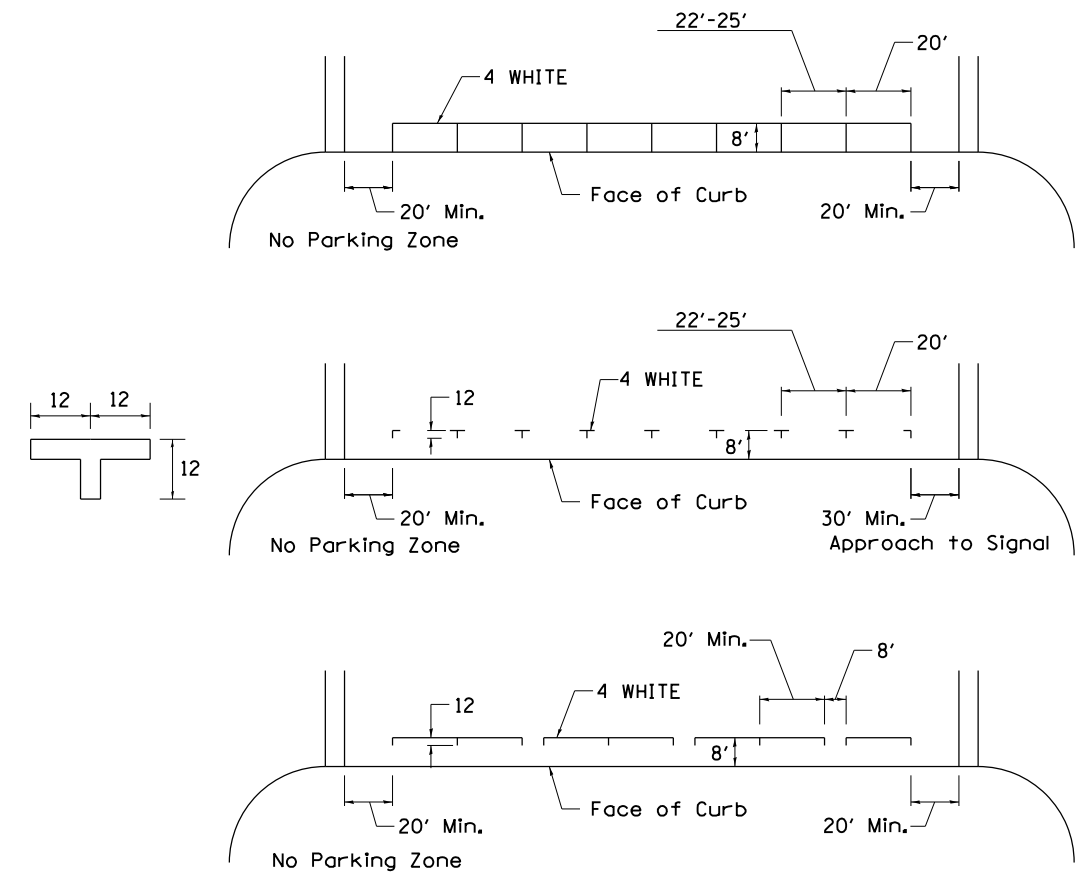 22'-25'
20'
4 WHITE
8'
Face of Curb
20' Min.
20' Min.
No Parking Zone
22'-25'
20'
4 WHITE
12
12 12
12
8'
Face of Curb
20' Min.
30' Min.
No Parking Zone
Approach to Signal
20' Min.
8'
4 WHITE
12
8'
Face of Curb
20' Min.
20' Min.
No Parking Zone